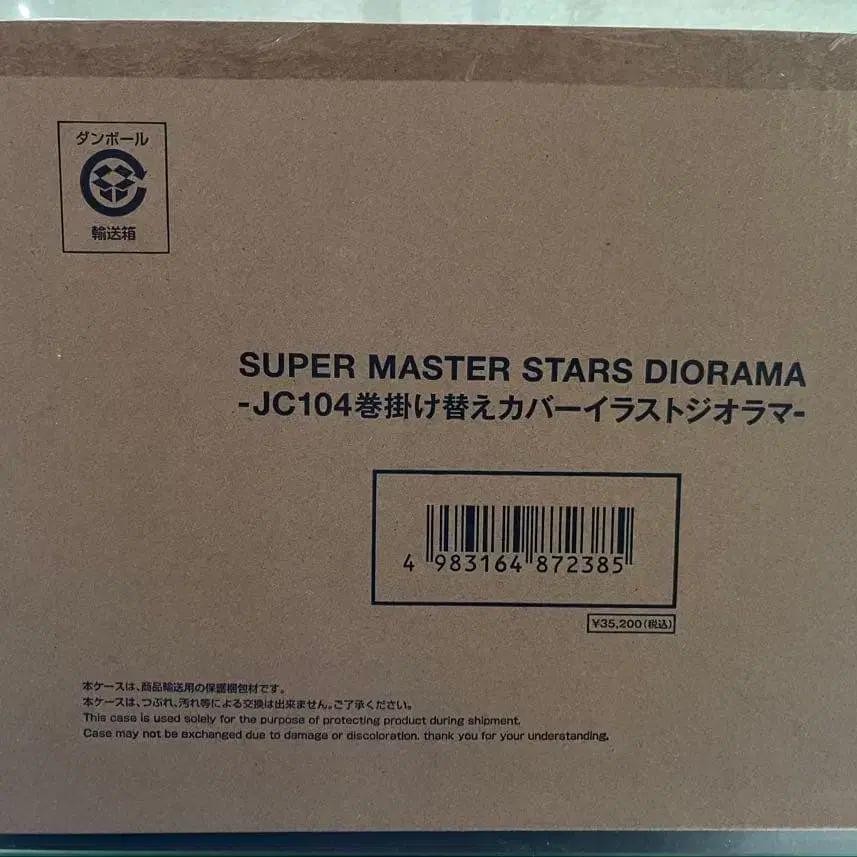 ダンボール
輸送箱
SUPER MASTER STARS DIORAMA
-JC104巻掛け替えカバーイラストジオラマ-
4 983164 872385
¥35,200(税込)
本ケースは、商品輸送用の保護梱包材です。
本ケースは、つぶれ、汚れ等による交換は出来ません。ご了承ください。
This case is used solely for the purpose of protecting product during shipment.
Case may not be exchanged due to damage or discoloration. thank you for your understanding.